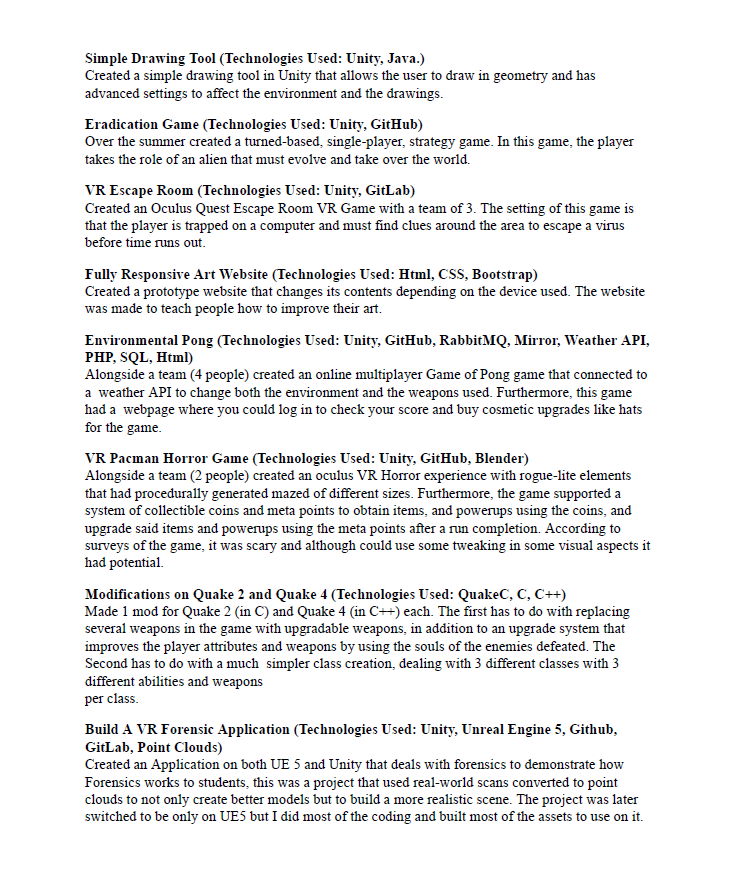 Simple Drawing Tool (Technologies Used: Unity, Java.)
Created a simple drawing tool in Unity that allows the user to draw in geometry and has
advanced settings to affect the environment and the drawings.
Eradication Game (Technologies Used: Unity, GitHub)
Over the summer created a turned-based, single-player, strategy game. In this game, the player
takes the role of an alien that must evolve and take over the world.
VR Escape Room (Technologies Used: Unity, GitLab)
Created an Oculus Quest Escape Room VR Game with a team of 3. The setting of this game is
that the player is trapped on a computer and must find clues around the area to escape a virus
before time runs out.
Fully Responsive Art Website (Technologies Used: Html, CSS, Bootstrap)
Created a prototype website that changes its contents depending on the device used. The website
was made to teach people how to improve their art.
Environmental Pong (Technologies Used: Unity, GitHub, RabbitMQ, Mirror, Weather API,
PHP, SQL, Html)
Alongside a team (4 people) created an online multiplayer Game of Pong game that connected to
a  weather API to change both the environment and the weapons used. Furthermore, this game
had a  webpage where you could log in to check your score and buy cosmetic upgrades like hats
for the game.
VR Pacman Horror Game (Technologies Used: Unity, GitHub, Blender)
Alongside a team (2 people) created an oculus VR Horror experience with rogue-lite elements
that had procedurally generated mazed of different sizes. Furthermore, the game supported a
system of collectible coins and meta points to obtain items, and powerups using the coins, and
upgrade said items and powerups using the meta points after a run completion. According to
surveys of the game, it was scary and although could use some tweaking in some visual aspects it
had potential.
Modifications on Quake 2 and Quake 4 (Technologies Used: QuakeC, C, C++)
Made 1 mod for Quake 2 (in C) and Quake 4 (in C++) each. The first has to do with replacing
several weapons in the game with upgradable weapons, in addition to an upgrade system that
improves the player attributes and weapons by using the souls of the enemies defeated. The
Second has to do with a much  simpler class creation, dealing with 3 different classes with 3
different abilities and weapons
per class.
Build A VR Forensic Application (Technologies Used: Unity, Unreal Engine 5, Github,
GitLab, Point Clouds)
Created an Application on both UE 5 and Unity that deals with forensics to demonstrate how
Forensics works to students, this was a project that used real-world scans converted to point
clouds to not only create better models but to build a more realistic scene. The project was later
switched to be only on UE5 but I did most of the coding and built most of the assets to use on it.